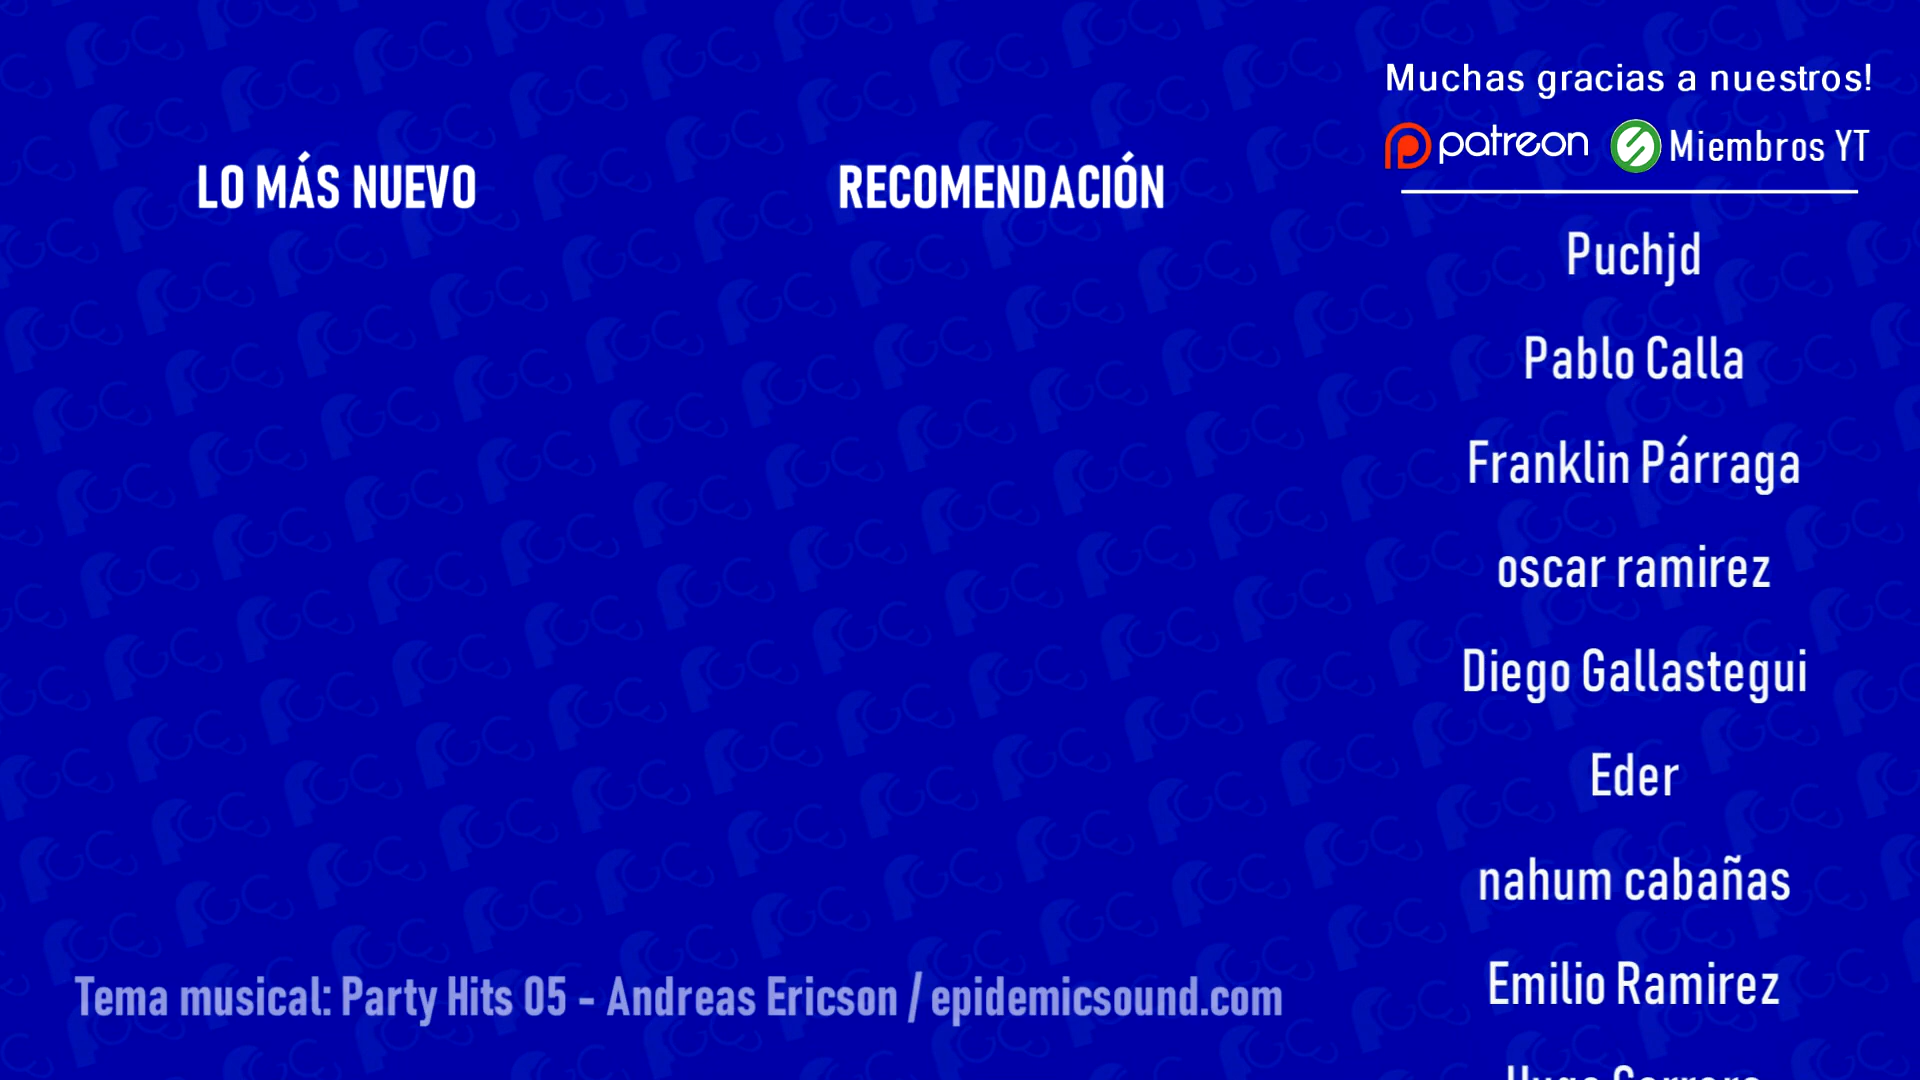 LO MÁS NUEVO
RECOMENDACIÓN
Muchas gracias a nuestros!
patreon Miembros YT
Puchjd
Pablo Calla
Franklin Párraga
oscar ramirez
Diego Gallastegui
Eder
nahum cabañas
Emilio Ramirez
Tema musical: Party Hits 05 - Andreas Ericson / epidemicsound.com